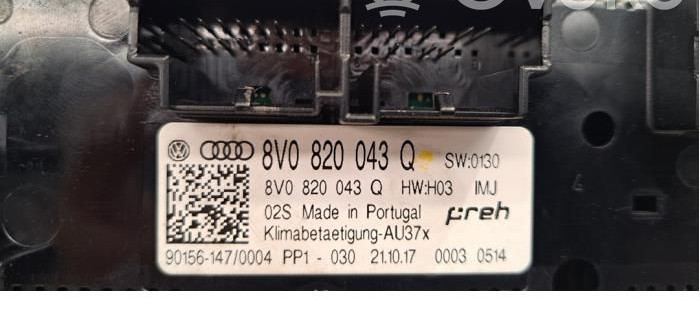 8V0 820 043 Q SW:0130
8V0 820 043 Q HW:H03 IMJ
02S Made in Portugal preh
Klimabetaetigung-AU37x
90156-147/0004 PP1 - 030 21.10.17 0003 0514